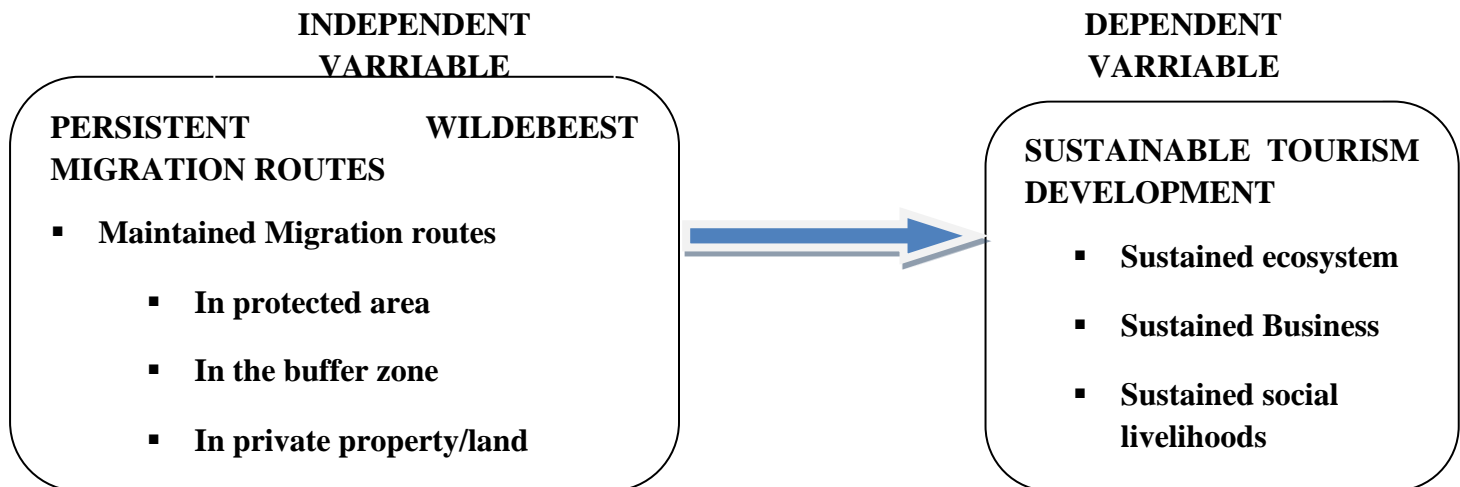 INDEPENDENT
VARRIABLE
PERSISTENT WILDEBEEST
MIGRATION ROUTES
▪ Maintained Migration routes
▪ In protected area
▪ In the buffer zone
▪ In private property/land
DEPENDENT
VARRIABLE
SUSTAINABLE TOURISM
DEVELOPMENT
▪ Sustained ecosystem
▪ Sustained Business
▪ Sustained social
livelihoods